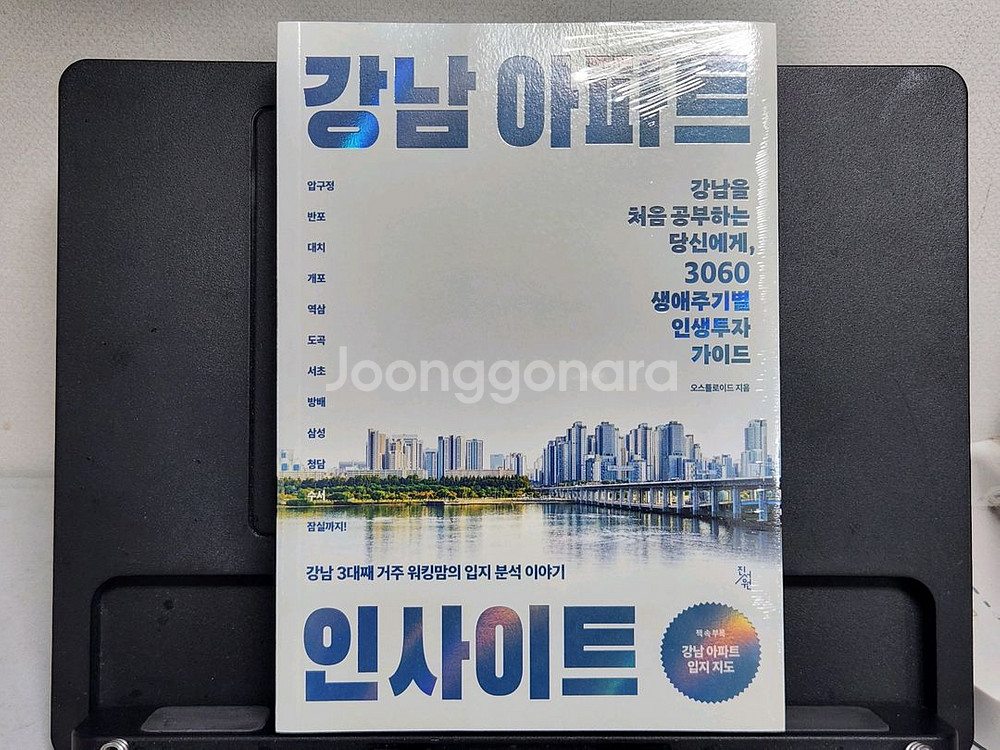 강남 아파트
압구정
반포
대치
개포
역삼
도곡
서초
방배
삼성
청담
수서
잠실까지!
강남을
처음 공부하는
당신에게,
3060
생애주기별
인생투자
가이드
오스틀로이드 지음
Joonggonara
강남 3대째 거주 워킹맘의 입지 분석 이야기
진서원
인사이트
책 속 부록
강남 아파트
입지 지도